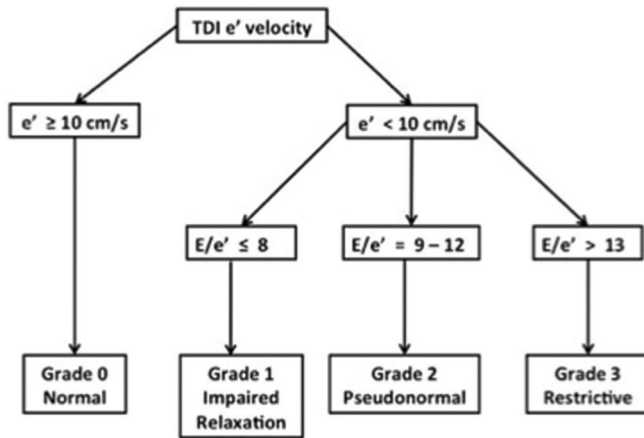 TDI e' velocity
e' ≥ 10 cm/s
e' < 10 cm/s
E/e' ≤ 8
E/e' = 9 – 12
E/e' > 13
Grade 0
Normal
Grade 1
Impaired
Relaxation
Grade 2
Pseudonormal
Grade 3
Restrictive